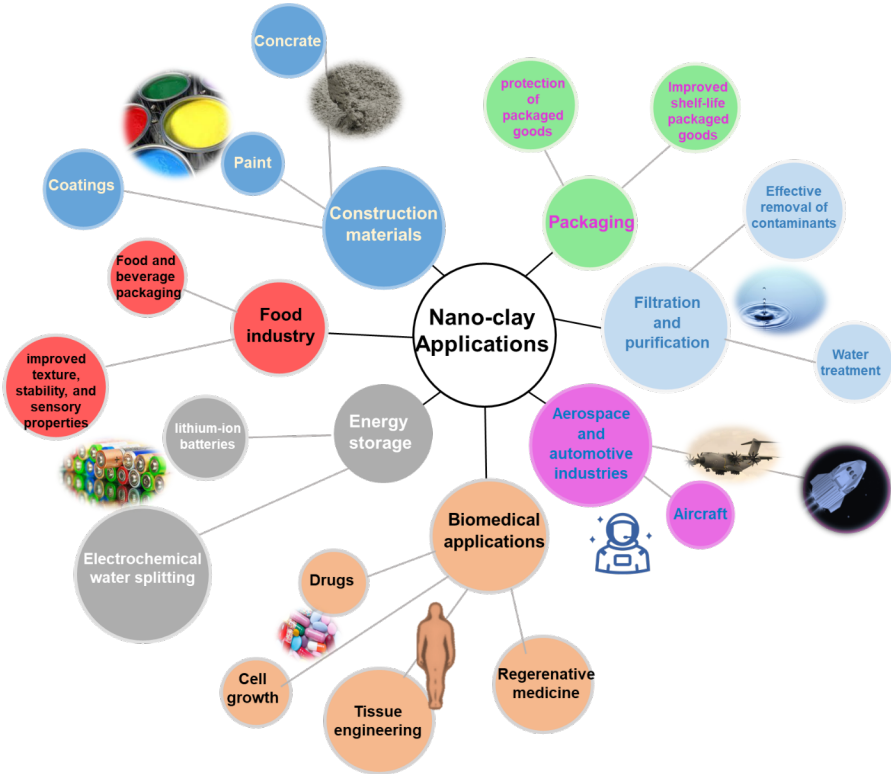 Concrate
protection
of
packaged
goods
Improved
shelf-life
packaged
goods
Paint
Coatings
Construction
materials
Packaging
Effective
removal of
contaminants
Food and
beverage
packaging
Food
industry
Nano-clay
Applications
Filtration
and
purification
Water
treatment
improved
texture,
stability, and
sensory
properties
lithium-ion
batteries
Energy
storage
Aerospace
and
automotive
industries
Aircraft
Electrochemical
water splitting
Biomedical
applications
Drugs
Cell
growth
Tissue
engineering
Regerenative
medicine